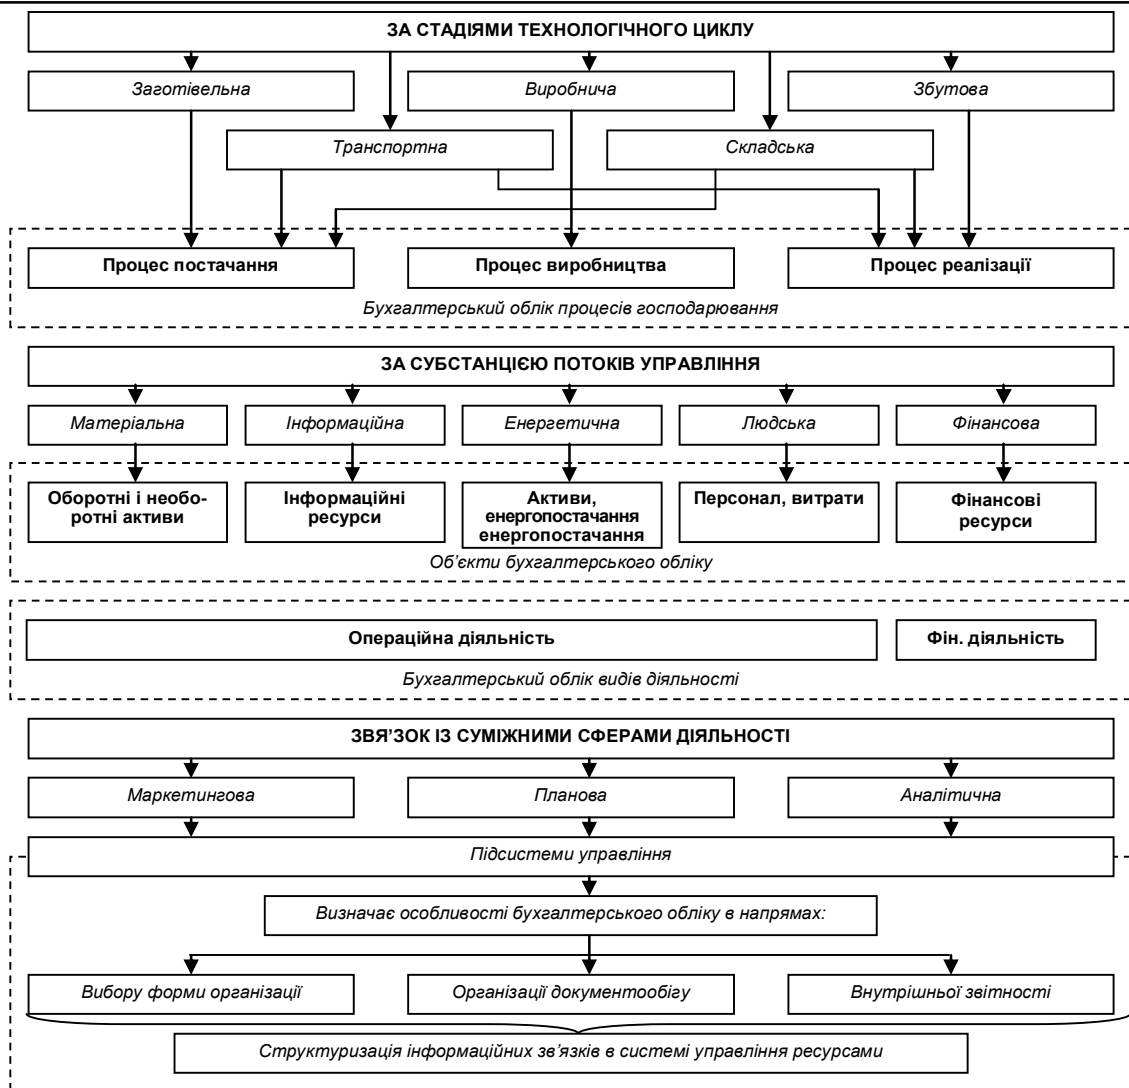 ЗА СТАДІЯМИ ТЕХНОЛОГІЧНОГО ЦИКЛУ
Заготівельна
Виробнича
Збутова
Транспортна
Складська
Процес постачання
Процес виробництва
Процес реалізації
Бухгалтерський облік процесів господарювання
ЗА СУБСТАНЦІЄЮ ПОТОКІВ УПРАВЛІННЯ
Матеріальна
Інформаційна
Енергетична
Людська
Фінансова
Оборотні і необо-
ротні активи
Інформаційні
ресурси
Активи,
енергопостачання
енергопостачання
Персонал, витрати
Фінансові
ресурси
Об'єкти бухгалтерського обліку
Операційна діяльність
Фін. діяльність
Бухгалтерський облік видів діяльності
ЗВЯ'ЗОК ІЗ СУМІЖНИМИ СФЕРАМИ ДІЯЛЬНОСТІ
Маркетингова
Планова
Аналітична
Підсистеми управління
Визначає особливості бухгалтерського обліку в напрямах:
Вибору форми організації
Організації документообігу
Внутрішньої звітності
Структуризація інформаційних зв'язків в системі управління ресурсами